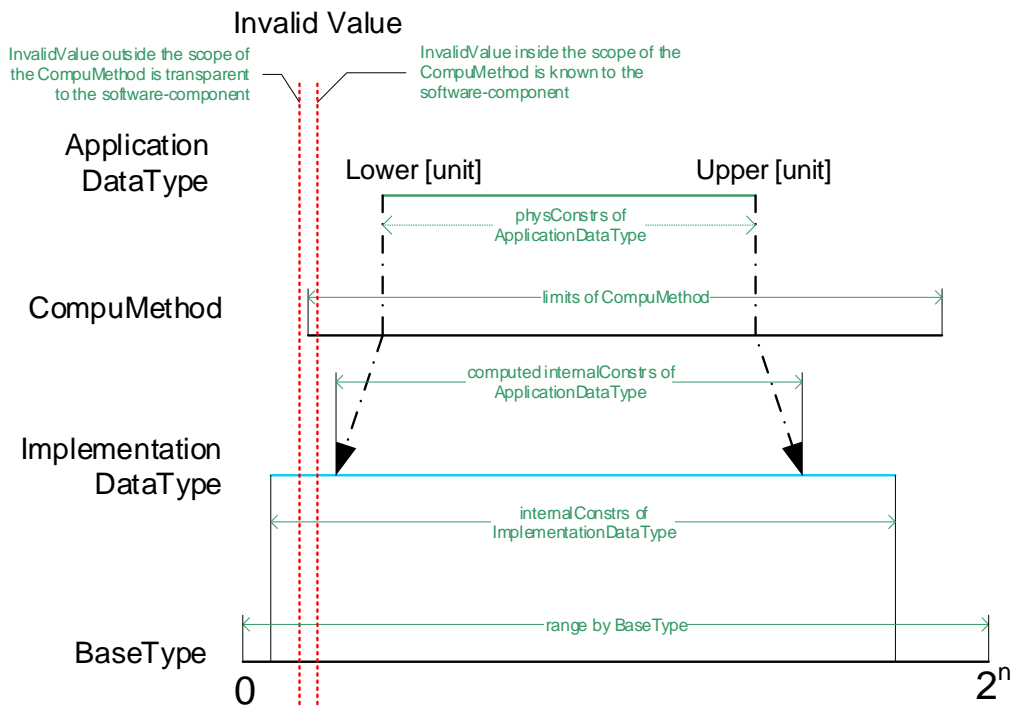 Invalid Value
InvalidValue outside the scope of
the CompuMethod is transparent
to the software-component
InvalidValue inside the scope of the
CompuMethod is known to the
software-component
Application
DataType
Lower [unit]
Upper [unit]
physConstrs of
ApplicationDataType
CompuMethod
limits of CompuMethod
computed internalConstrs of
ApplicationDataType
Implementation
DataType
internalConstrs of
ImplementationDataType
range by BaseType
BaseType
0
2ⁿ